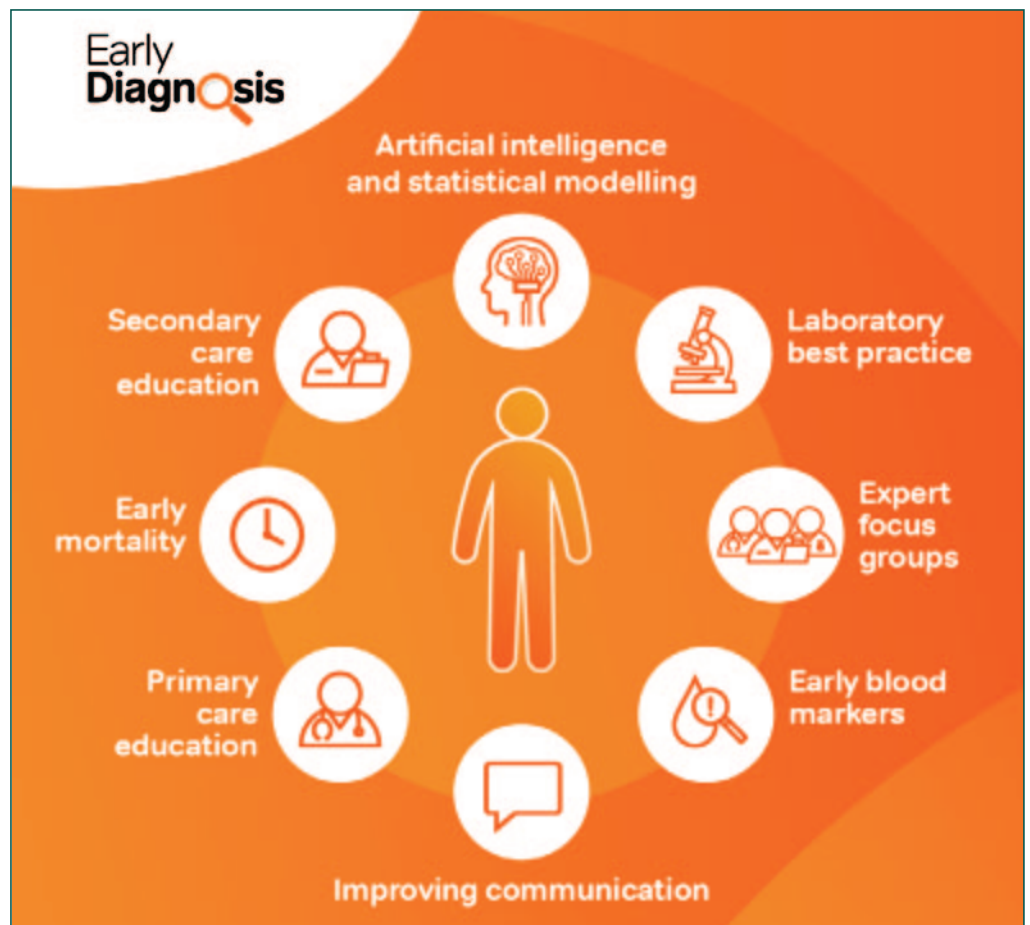 Early
Diagnosis
Artificial intelligence
and statistical modelling
Laboratory
best practice
Expert
focus
groups
Early blood
markers
Improving communication
Primary
care
education
Early
mortality
Secondary
care
education